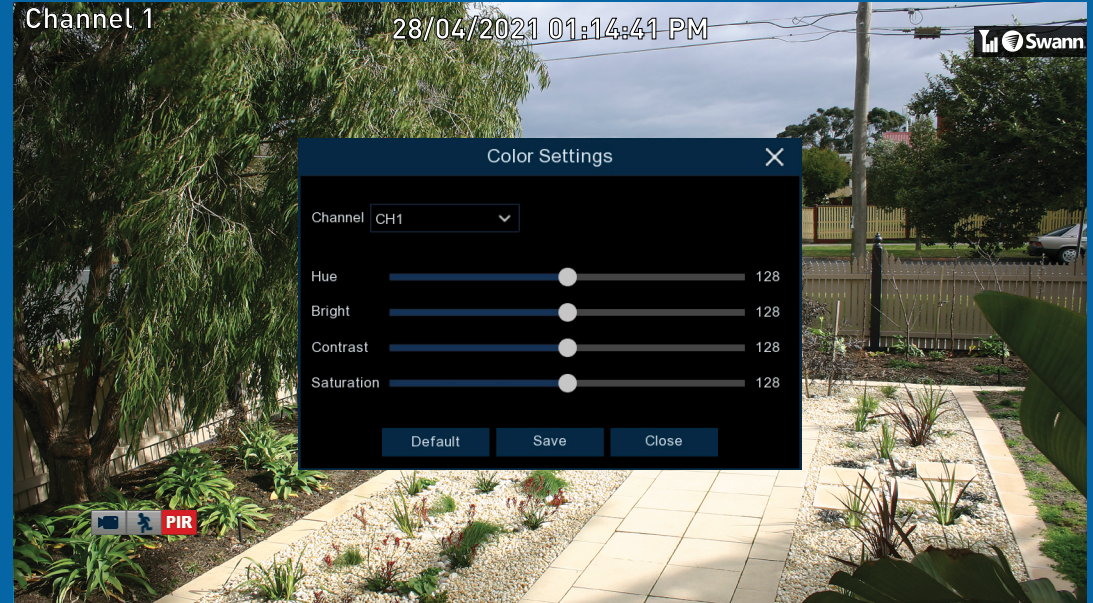 Channel 1
28/04/2021 01:14:41 PM
Swann
Color Settings
Channel CH1
Hue 128
Bright 128
Contrast 128
Saturation 128
Default Save Close
PIR